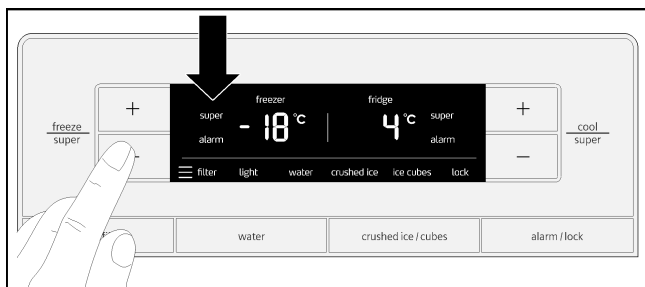 freezer
fridge
super
- 18 °C
4 °C
super
alarm
alarm
filter light water crushed ice ice cubes lock
freeze
super
+
−
+
−
cool
super
water
crushed ice / cubes
alarm / lock